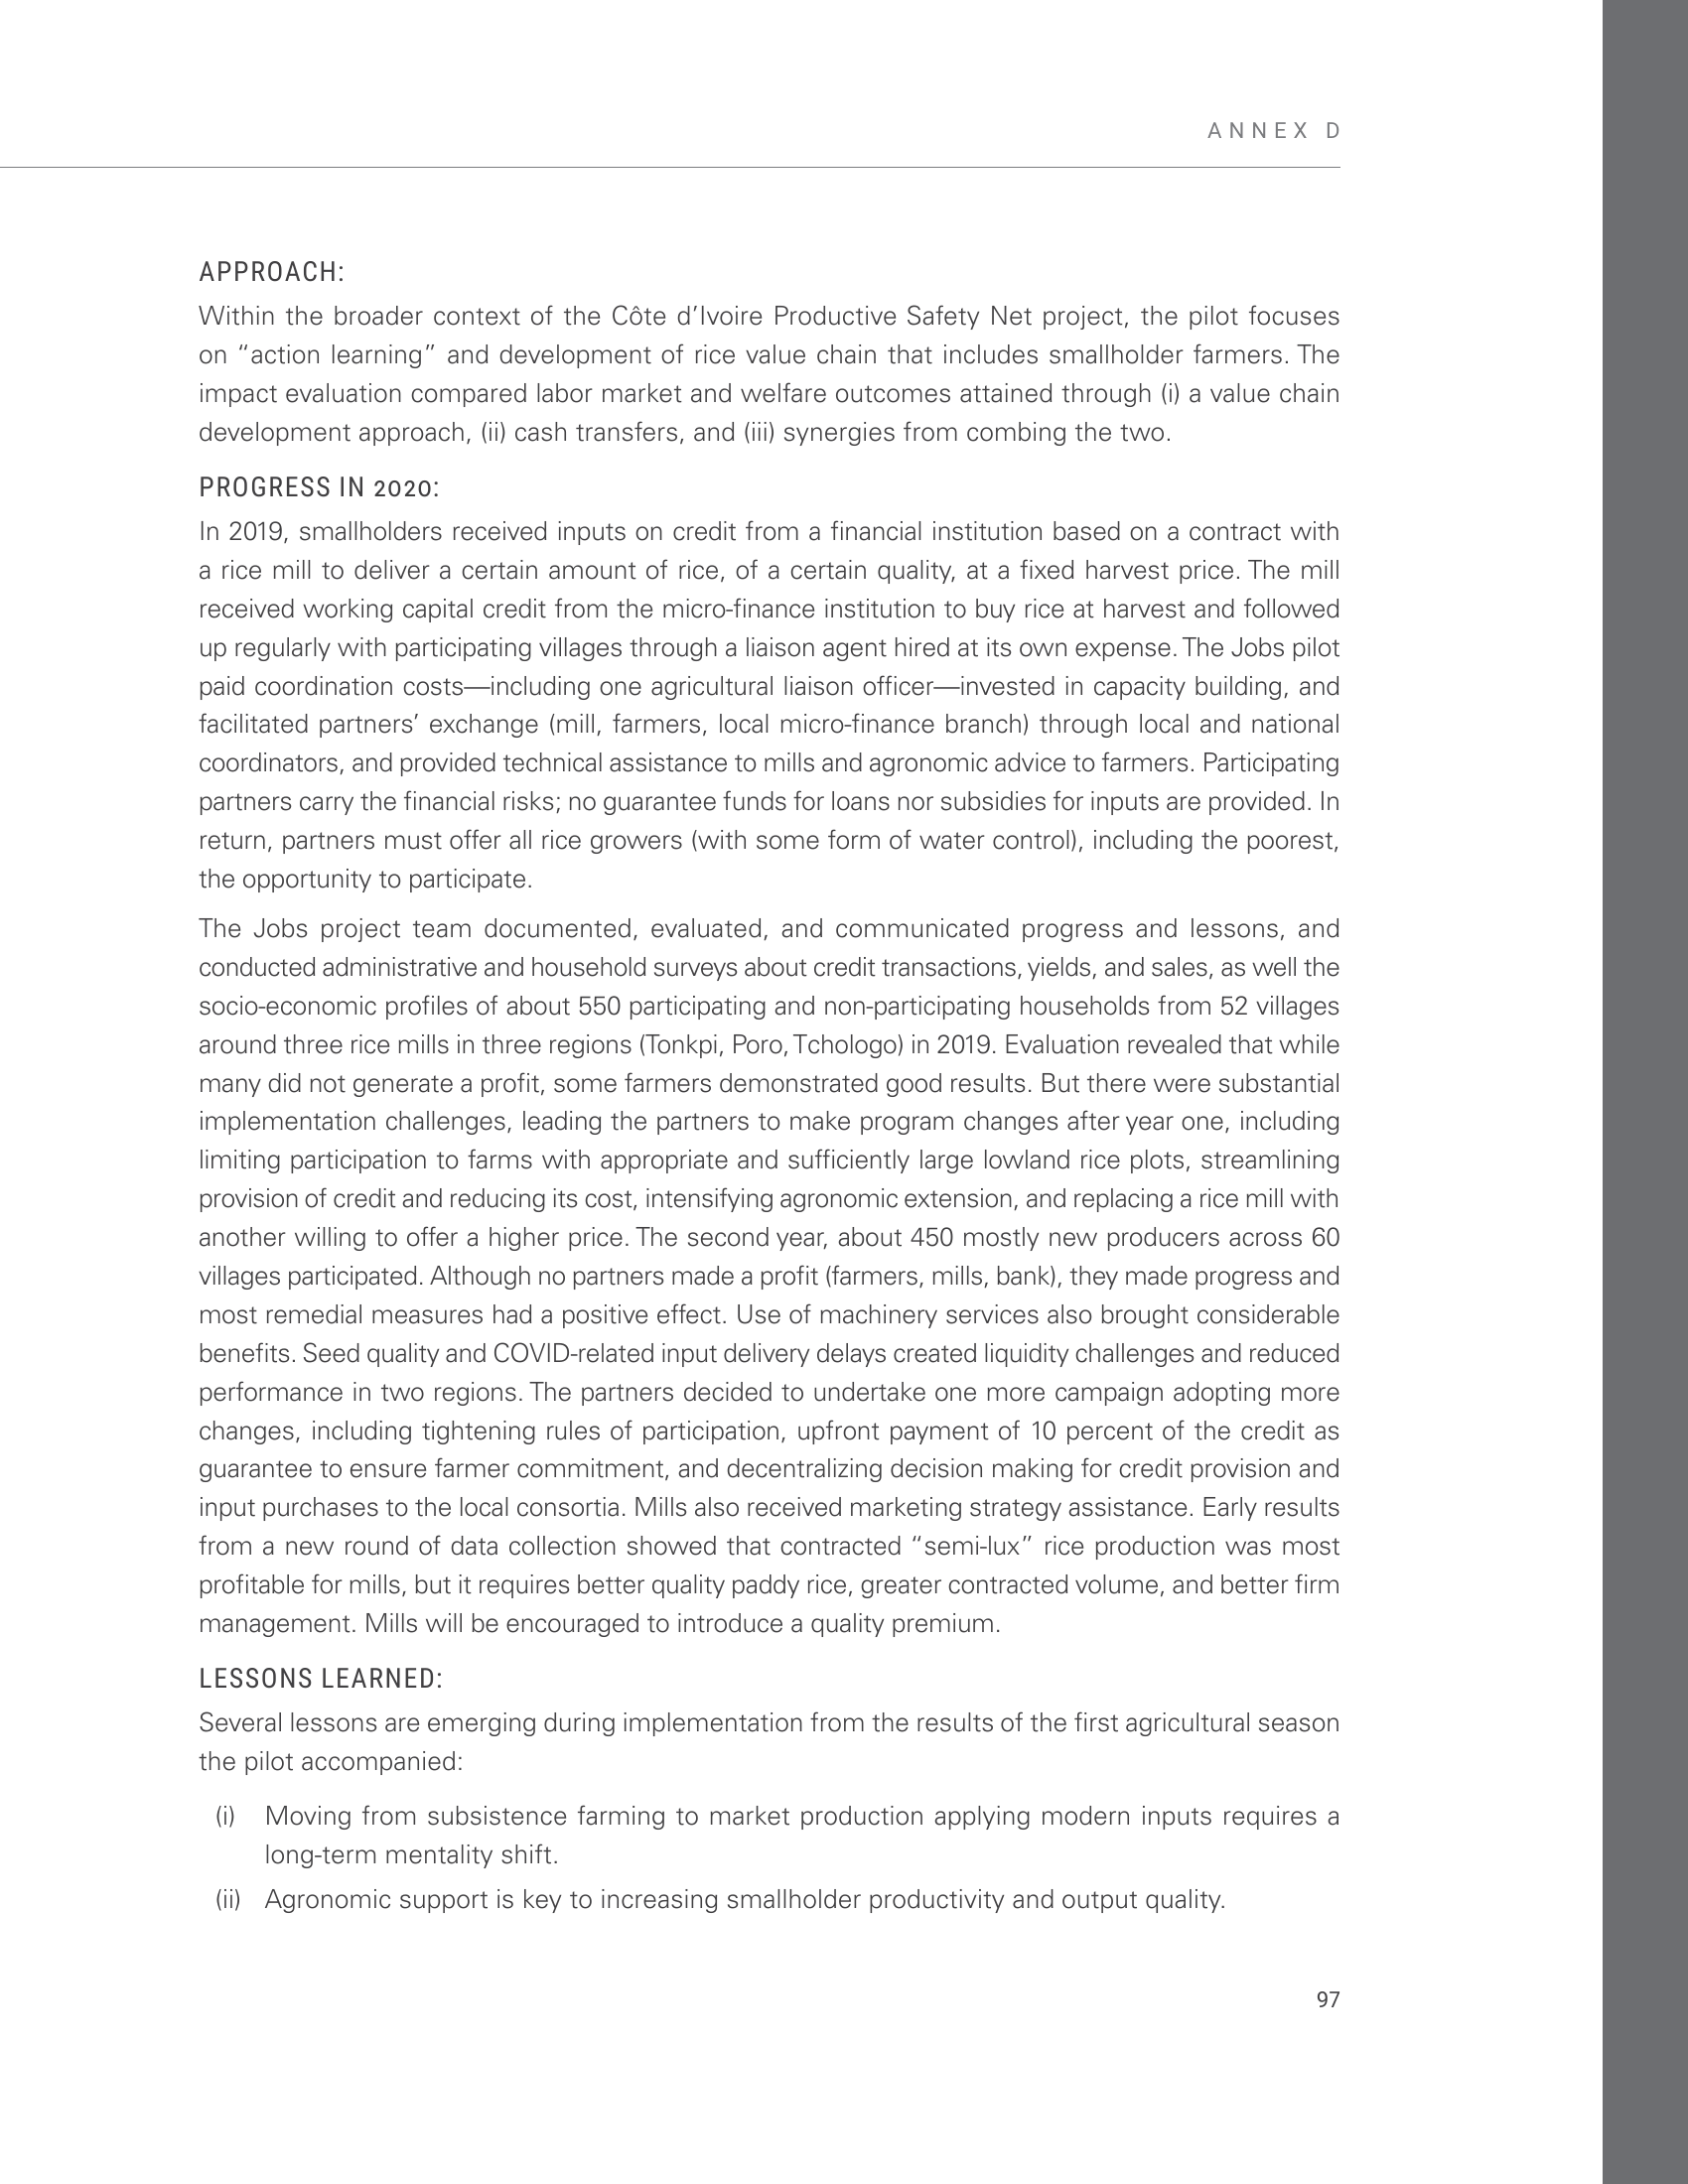 ANNEX D
APPROACH:
Within the broader context of the Côte d’Ivoire Productive Safety Net project, the pilot focuses
on “action learning” and development of rice value chain that includes smallholder farmers. The
impact evaluation compared labor market and welfare outcomes attained through (i) a value chain
development approach, (ii) cash transfers, and (iii) synergies from combing the two.
PROGRESS IN 2020:
In 2019, smallholders received inputs on credit from a financial institution based on a contract with
a rice mill to deliver a certain amount of rice, of a certain quality, at a fixed harvest price. The mill
received working capital credit from the micro-finance institution to buy rice at harvest and followed
up regularly with participating villages through a liaison agent hired at its own expense. The Jobs pilot
paid coordination costs—including one agricultural liaison officer—invested in capacity building, and
facilitated partners’ exchange (mill, farmers, local micro-finance branch) through local and national
coordinators, and provided technical assistance to mills and agronomic advice to farmers. Participating
partners carry the financial risks; no guarantee funds for loans nor subsidies for inputs are provided. In
return, partners must offer all rice growers (with some form of water control), including the poorest,
the opportunity to participate.
The Jobs project team documented, evaluated, and communicated progress and lessons, and
conducted administrative and household surveys about credit transactions, yields, and sales, as well the
socio-economic profiles of about 550 participating and non-participating households from 52 villages
around three rice mills in three regions (Tonkpi, Poro, Tchologo) in 2019. Evaluation revealed that while
many did not generate a profit, some farmers demonstrated good results. But there were substantial
implementation challenges, leading the partners to make program changes after year one, including
limiting participation to farms with appropriate and sufficiently large lowland rice plots, streamlining
provision of credit and reducing its cost, intensifying agronomic extension, and replacing a rice mill with
another willing to offer a higher price. The second year, about 450 mostly new producers across 60
villages participated. Although no partners made a profit (farmers, mills, bank), they made progress and
most remedial measures had a positive effect. Use of machinery services also brought considerable
benefits. Seed quality and COVID-related input delivery delays created liquidity challenges and reduced
performance in two regions. The partners decided to undertake one more campaign adopting more
changes, including tightening rules of participation, upfront payment of 10 percent of the credit as
guarantee to ensure farmer commitment, and decentralizing decision making for credit provision and
input purchases to the local consortia. Mills also received marketing strategy assistance. Early results
from a new round of data collection showed that contracted “semi-lux” rice production was most
profitable for mills, but it requires better quality paddy rice, greater contracted volume, and better firm
management. Mills will be encouraged to introduce a quality premium.
LESSONS LEARNED:
Several lessons are emerging during implementation from the results of the first agricultural season
the pilot accompanied:
(i) Moving from subsistence farming to market production applying modern inputs requires a
long-term mentality shift.
(ii) Agronomic support is key to increasing smallholder productivity and output quality.
97